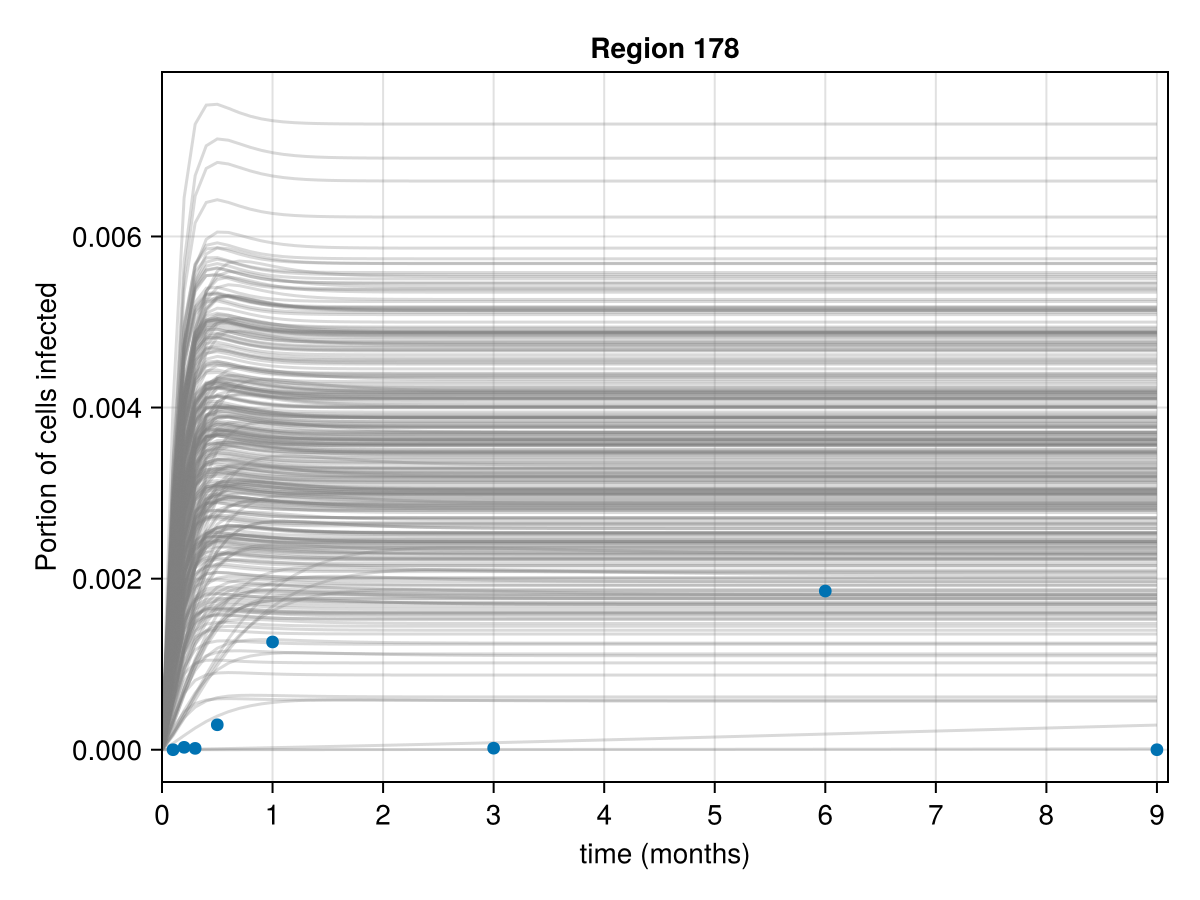 Region 178
Portion of cells infected
0.006
0.004
0.002
0.000
0 1 2 3 4 5 6 7 8 9
time (months)